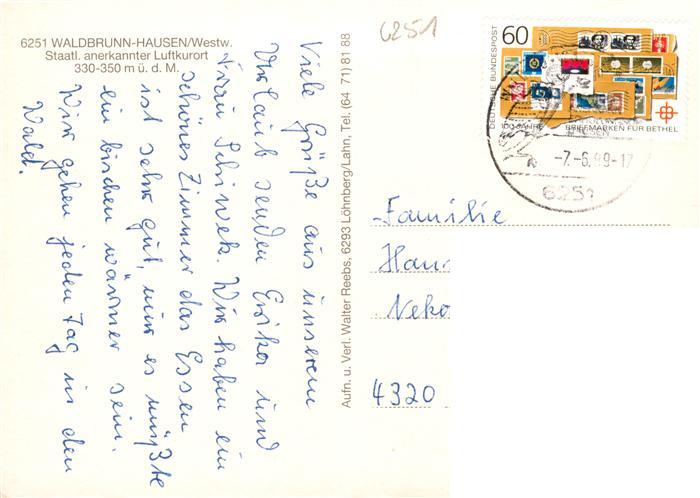 6251 WALDBRUNN-HAUSEN/Westw.
Staatl. anerkannter Luftkurort
330-350 m ü. d. M.
6251
Viele Grüße aus unserem
Urlaub senden Erika und
Frau Schiwek. Wir haben ein
schönes Zimmer das Essen
ist sehr gut, nur es müßte
ein bischen wärmer sein.
Wir gehen jeden Tag in den
Wald.
Aufn. u. Verl. Walter Reebs, 6293 Löhnberg/Lahn, Tel. (64 71) 81 88
60
DEUTSCHE BUNDESPOST
100 JAHRE BRIEFMARKEN FÜR BETHEL
-7.-6.89-17
6251
Familie
Nek
4320